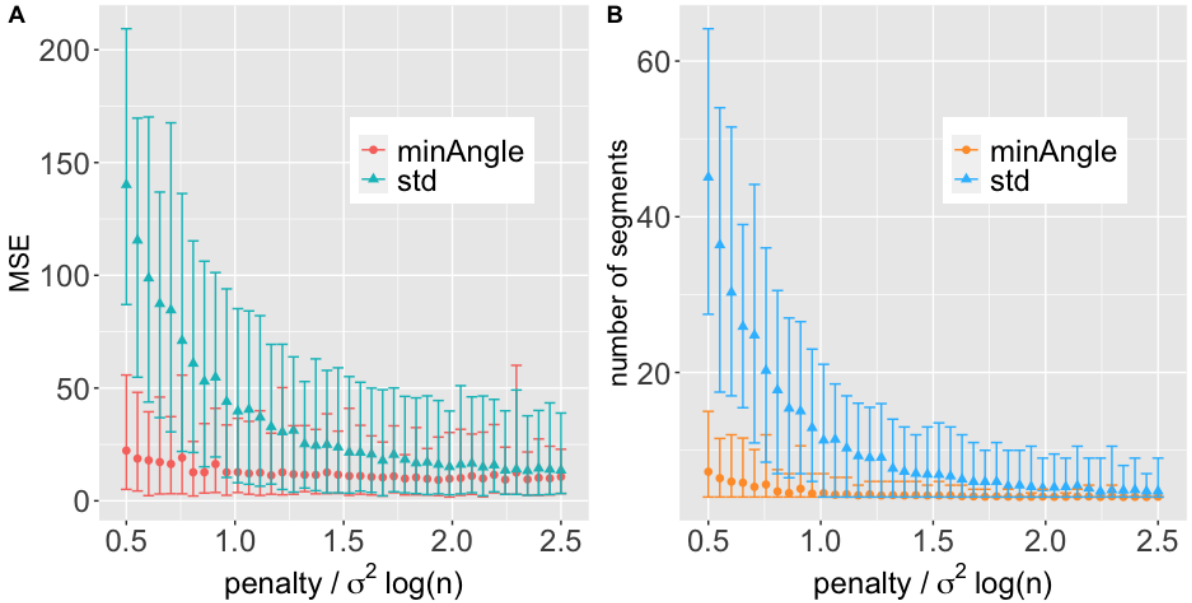 A
MSE
200
150
100
50
0
minAngle
std
0.5 1.0 1.5 2.0 2.5
penalty / σ² log(n)
B
number of segments
60
40
20
minAngle
std
0.5 1.0 1.5 2.0 2.5
penalty / σ² log(n)